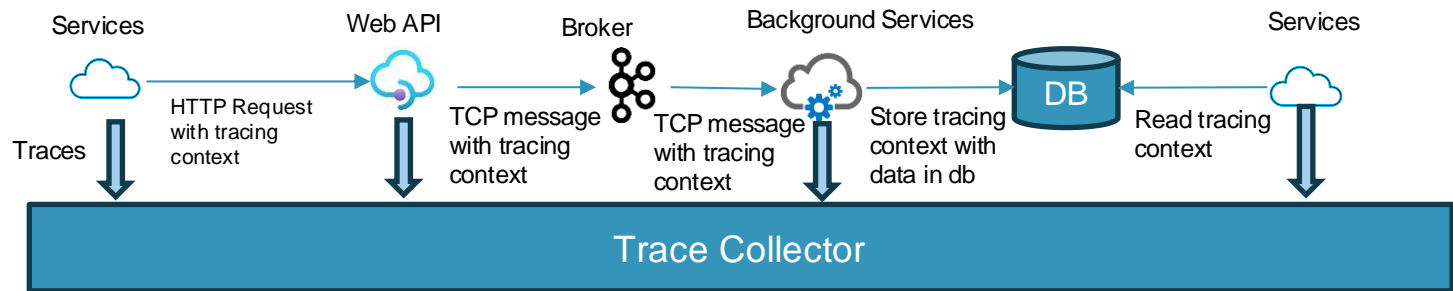 Services
Web API
Broker
Background Services
Services
HTTP Request
with tracing
context
TCP message
with tracing
context
TCP message
with tracing
context
Store tracing
context with
data in db
DB
Read tracing
context
Traces
Trace Collector